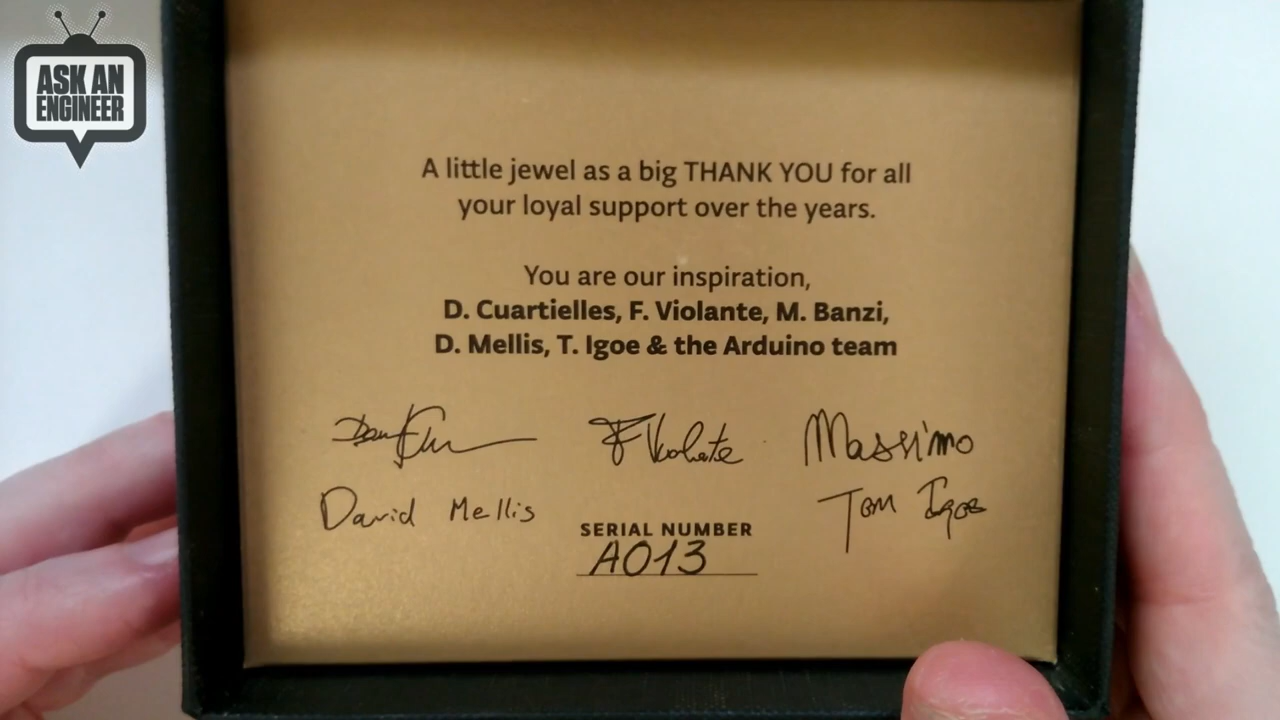 ASK AN
ENGINEER
A little jewel as a big THANK YOU for all
your loyal support over the years.
You are our inspiration,
D. Cuartielles, F. Violante, M. Banzi,
D. Mellis, T. Igoe & the Arduino team
F Violante
Massimo
David Mellis
Tom Igoe
SERIAL NUMBER
A013